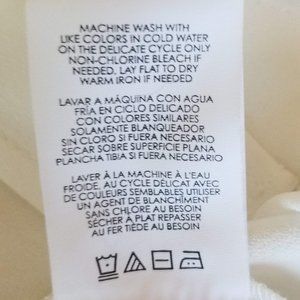 MACHINE WASH WITH
LIKE COLORS IN COLD WATER
ON THE DELICATE CYCLE ONLY
NON-CHLORINE BLEACH IF
NEEDED. LAY FLAT TO DRY
WARM IRON IF NEEDED
LAVAR A MÁQUINA CON AGUA
FRÍA EN CICLO DELICADO
CON COLORES SIMILARES
SOLAMENTE BLANQUEADOR
SIN CLORO SI FUERA NECESARIO
SECAR SOBRE SUPERFICIE PLANA
PLANCHA TIBIA SI FUERA NECESARIO
LAVER À LA MACHINE À L'EAU
FROIDE, AU CYCLE DÉLICAT AVEC
DE COULEURS SEMBLABLES UTILISER
UN AGENT DE BLANCHIMENT
SANS CHLORE AU BESOIN
SÉCHER À PLAT REPASSER
AU FER TIÈDE AU BESOIN